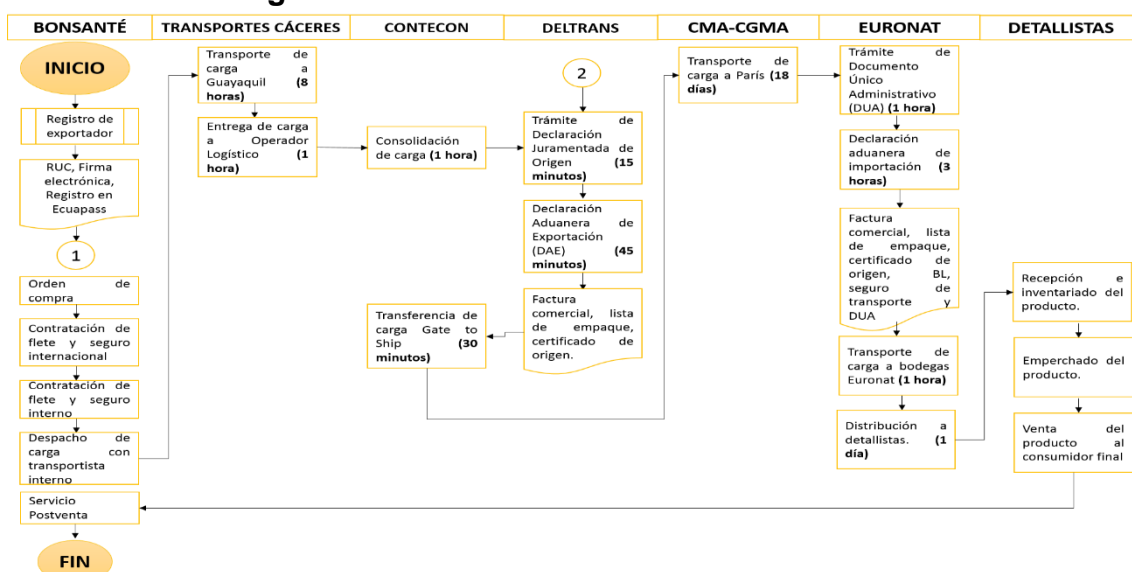 BONSANTÉ
TRANSPORTES CÁCERES
CONTECON
DELTRANS
CMA-CGMA
EURONAT
DETALLISTAS
INICIO
Registro de
exportador
RUC, Firma
electrónica,
Registro en
Ecuapass
1
Orden de
compra
Contratación de
flete y seguro
internacional
Contratación de
flete y seguro
interno
Despacho de
carga con
transportista
interno
Servicio
Postventa
FIN
Transporte de
carga a
Guayaquil (8
horas)
Entrega de carga
a Operador
Logístico (1
hora)
Consolidación
de carga (1 hora)
Transferencia de
carga Gate to
Ship (30
minutos)
2
Trámite de
Declaración
Juramentada de
Origen (15
minutos)
Declaración
Aduanera de
Exportación
(DAE) (45
minutos)
Factura
comercial, lista
de empaque,
certificado de
origen.
Transporte de
carga a París (18
días)
Trámite de
Documento
Único
Administrativo
(DUA) (1 hora)
Declaración
aduanera de
importación (3
horas)
Factura
comercial, lista
de empaque,
certificado de
origen, BL,
seguro de
transporte y
DUA
Transporte de
carga a bodegas
Euronat (1 hora)
Distribución a
detallistas. (1
día)
Recepción e
inventariado del
producto.
Emperchado del
producto.
Venta del
producto al
consumidor final